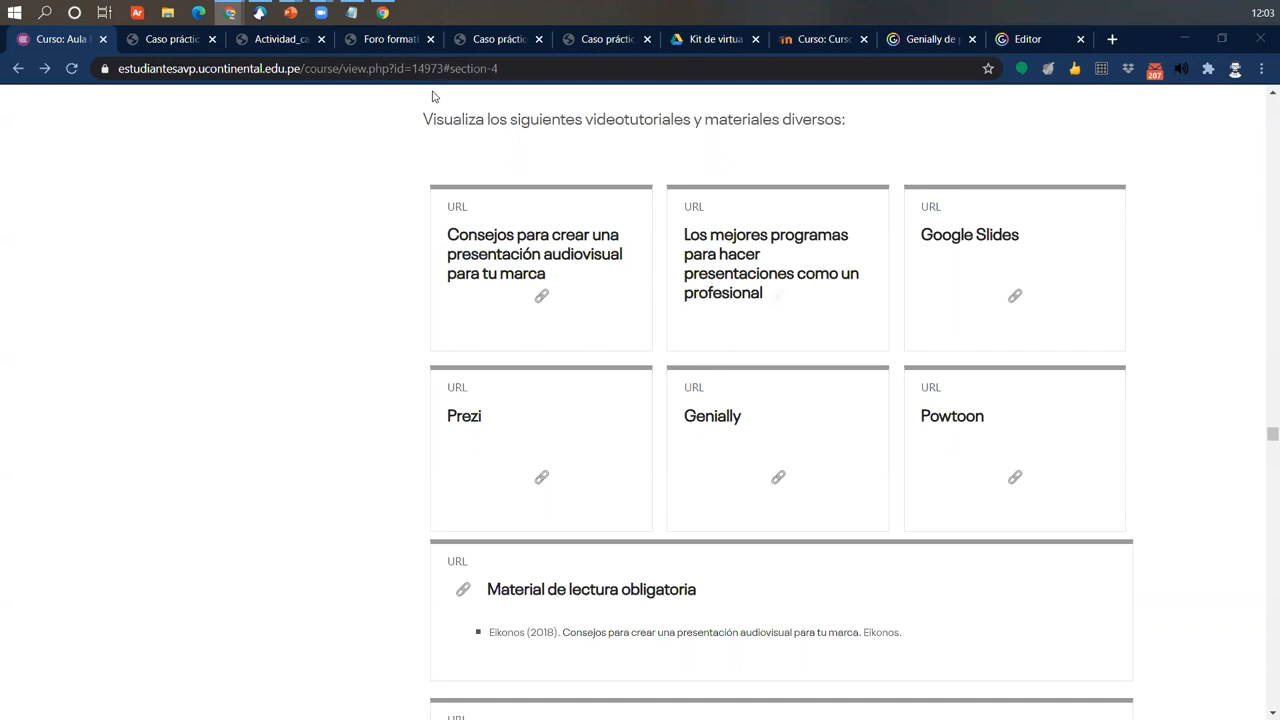 12:03
Curso: Aula
Caso práctic
Actividad_ca
Foro formati
Caso práctic
Caso práctic
Kit de virtua
Curso: Curso
Genially de
Editor
estudiantesavp.ucontinental.edu.pe/course/view.php?id=14973#section-4
207
Visualiza los siguientes videotutoriales y materiales diversos:
URL
Consejos para crear una
presentación audiovisual
para tu marca
URL
Los mejores programas
para hacer
presentaciones como un
profesional
URL
Google Slides
URL
Prezi
URL
Genially
URL
Powtoon
URL
Material de lectura obligatoria
Eikonos (2018). Consejos para crear una presentación audiovisual para tu marca. Eikonos.
URL